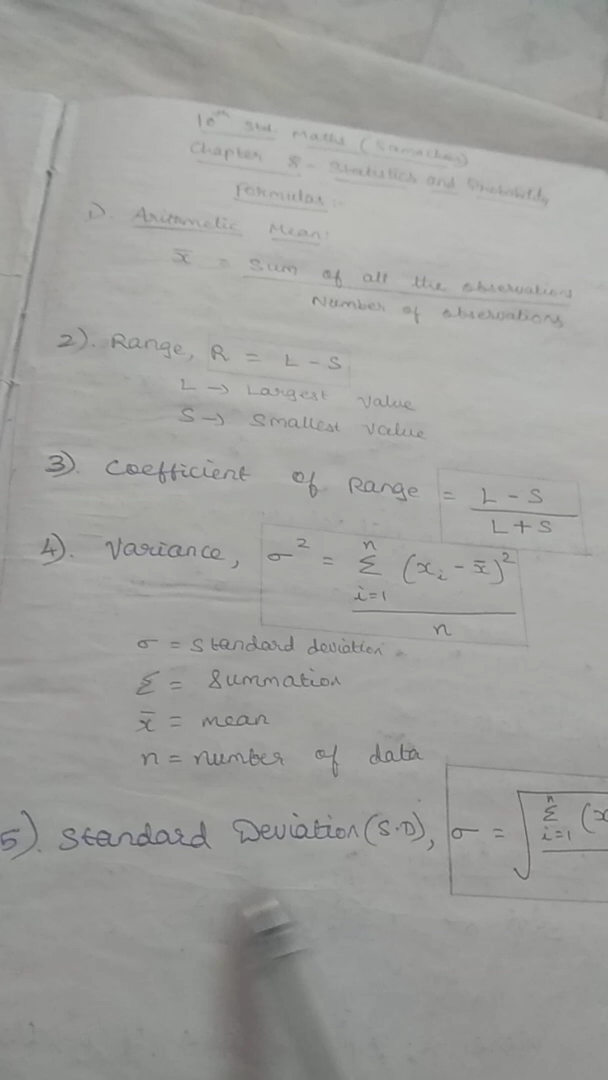 10th Std. Maths (Samacheer)
Chapter 8 - Statistics and Probability
Formulas :-
1). Arithmetic Mean:
x̄ = Sum of all the observations / Number of observations
2). Range, R = L - S
L → Largest value
S → Smallest value
3). Coefficient of Range = L - S / L + S
4). Variance, σ² = Σ i=1 n (xᵢ - x̄)² / n
σ = Standard deviation
Σ = Summation
x̄ = mean
n = number of data
5). Standard Deviation (S.D), σ = √ Σ i=1 n (x